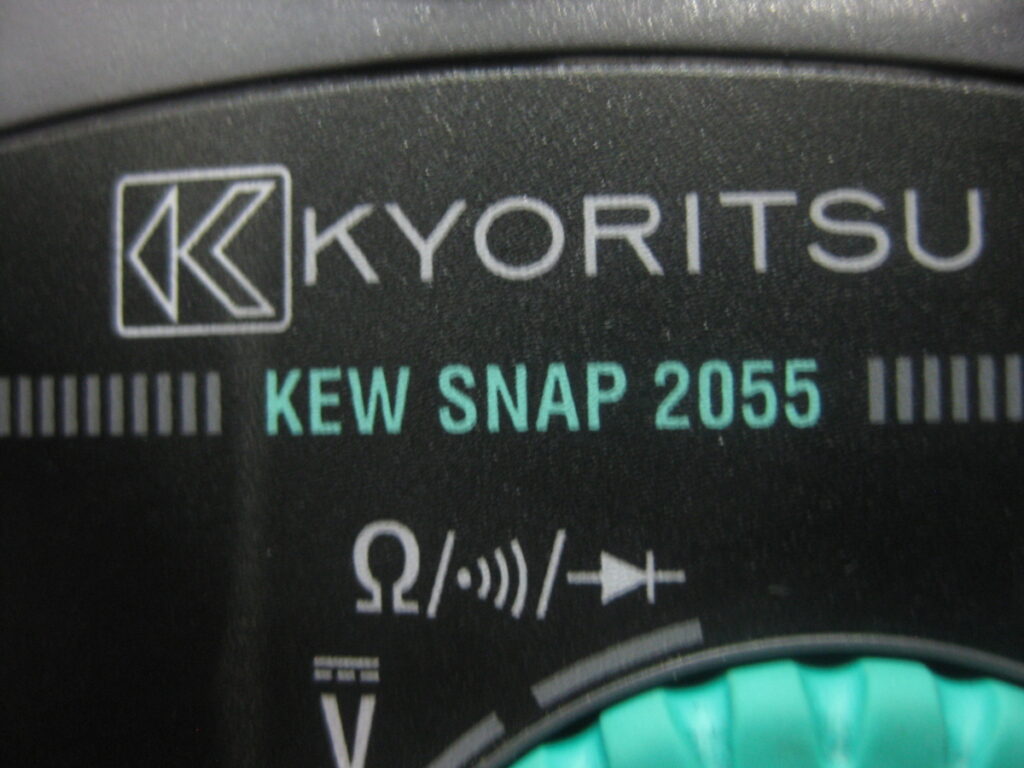 K KYORITSU
KEW SNAP 2055
Ω/
V